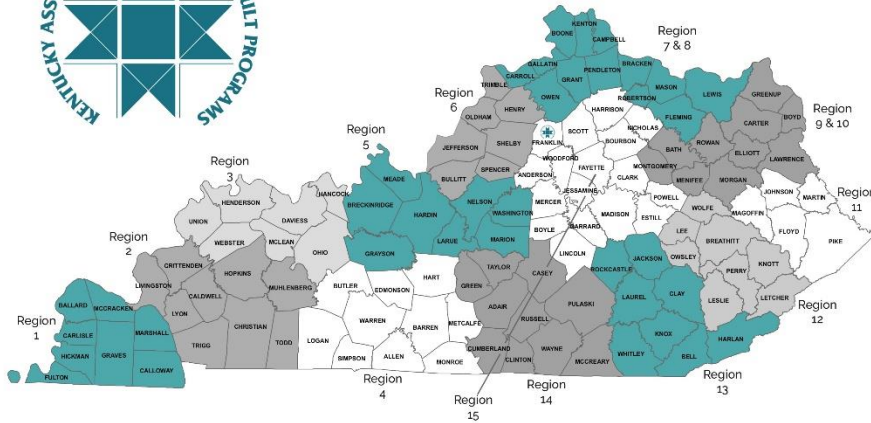 KENTUCKY ASS
ULT PROGRAMS
KENTON
BOONE
CAMPBELL
Region
7 & 8
GALLATIN
BRACKEN
CARROLL
GRANT
PENDLETON
MASON
LEWIS
Region
6
TRIMBLE
OWEN
ROBERTSON
GREENUP
HENRY
HARRISON
FLEMING
BOYD
Region
9 & 10
OLDHAM
SCOTT
NICHOLAS
CARTER
FRANKLIN
ROWAN
Region
5
JEFFERSON
SHELBY
BOURBON
BATH
ELLIOTT
WOODFORD
MONTGOMERY
LAWRENCE
Region
3
MEADE
BULLITT
SPENCER
ANDERSON
FAYETTE
CLARK
MENIFEE
MORGAN
JOHNSON
MARTIN
Region
11
HANCOCK
BRECKINRIDGE
NELSON
JESSAMINE
POWELL
WOLFE
MAGOFFIN
HENDERSON
HARDIN
WASHINGTON
MERCER
MADISON
ESTILL
UNION
DAVIESS
LEE
BREATHITT
FLOYD
PIKE
WEBSTER
MCLEAN
LARUE
MARION
BOYLE
GARRARD
Region
2
OHIO
GRAYSON
LINCOLN
JACKSON
OWSLEY
KNOTT
CRITTENDEN
ROCKCASTLE
PERRY
HOPKINS
HART
TAYLOR
CASEY
LIVINGSTON
CALDWELL
MUHLENBERG
BUTLER
EDMONSON
GREEN
LAUREL
CLAY
LESLIE
LETCHER
Region
12
Region
1
BALLARD
MCCRACKEN
LYON
ADAIR
PULASKI
MARSHALL
CHRISTIAN
WARREN
BARREN
METCALFE
RUSSELL
CARLISLE
TRIGG
TODD
LOGAN
KNOX
HARLAN
HICKMAN
GRAVES
CUMBERLAND
WAYNE
WHITLEY
BELL
CALLOWAY
SIMPSON
ALLEN
MONROE
CLINTON
MCCREARY
FULTON
Region
4
Region
15
Region
14
Region
13